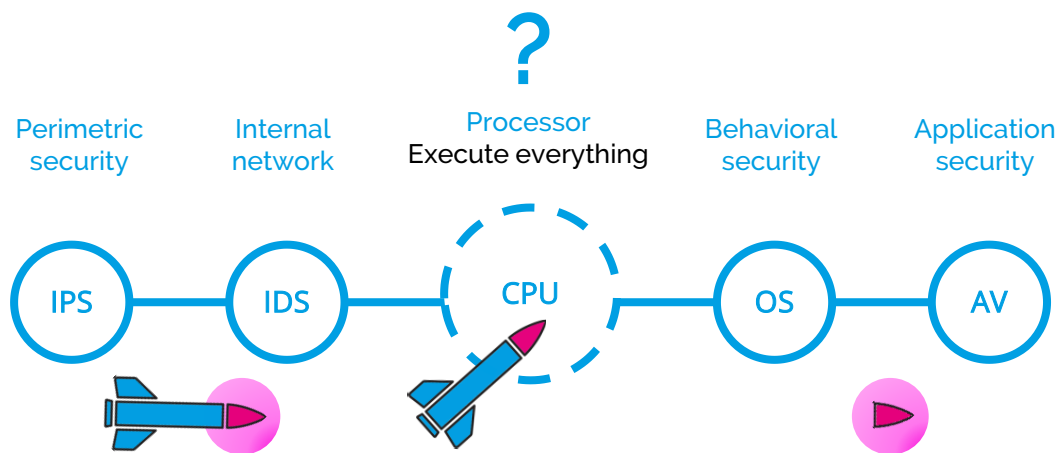 ?
Perimetric
security
Internal
network
Processor
Execute everything
Behavioral
security
Application
security
IPS
IDS
CPU
OS
AV